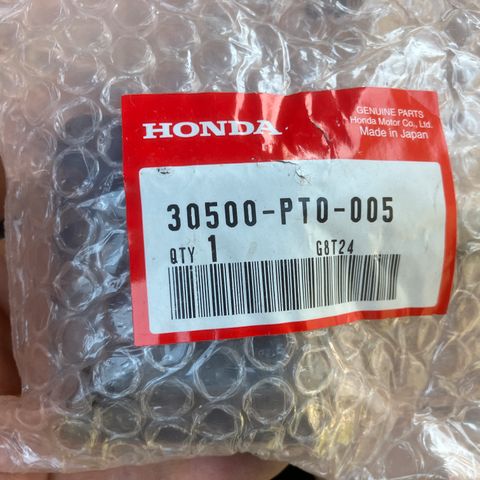 HONDA
GENUINE PARTS
Honda Motor Co., Ltd.
Made in Japan
30500-PT0-005
QTY 1 G8T24